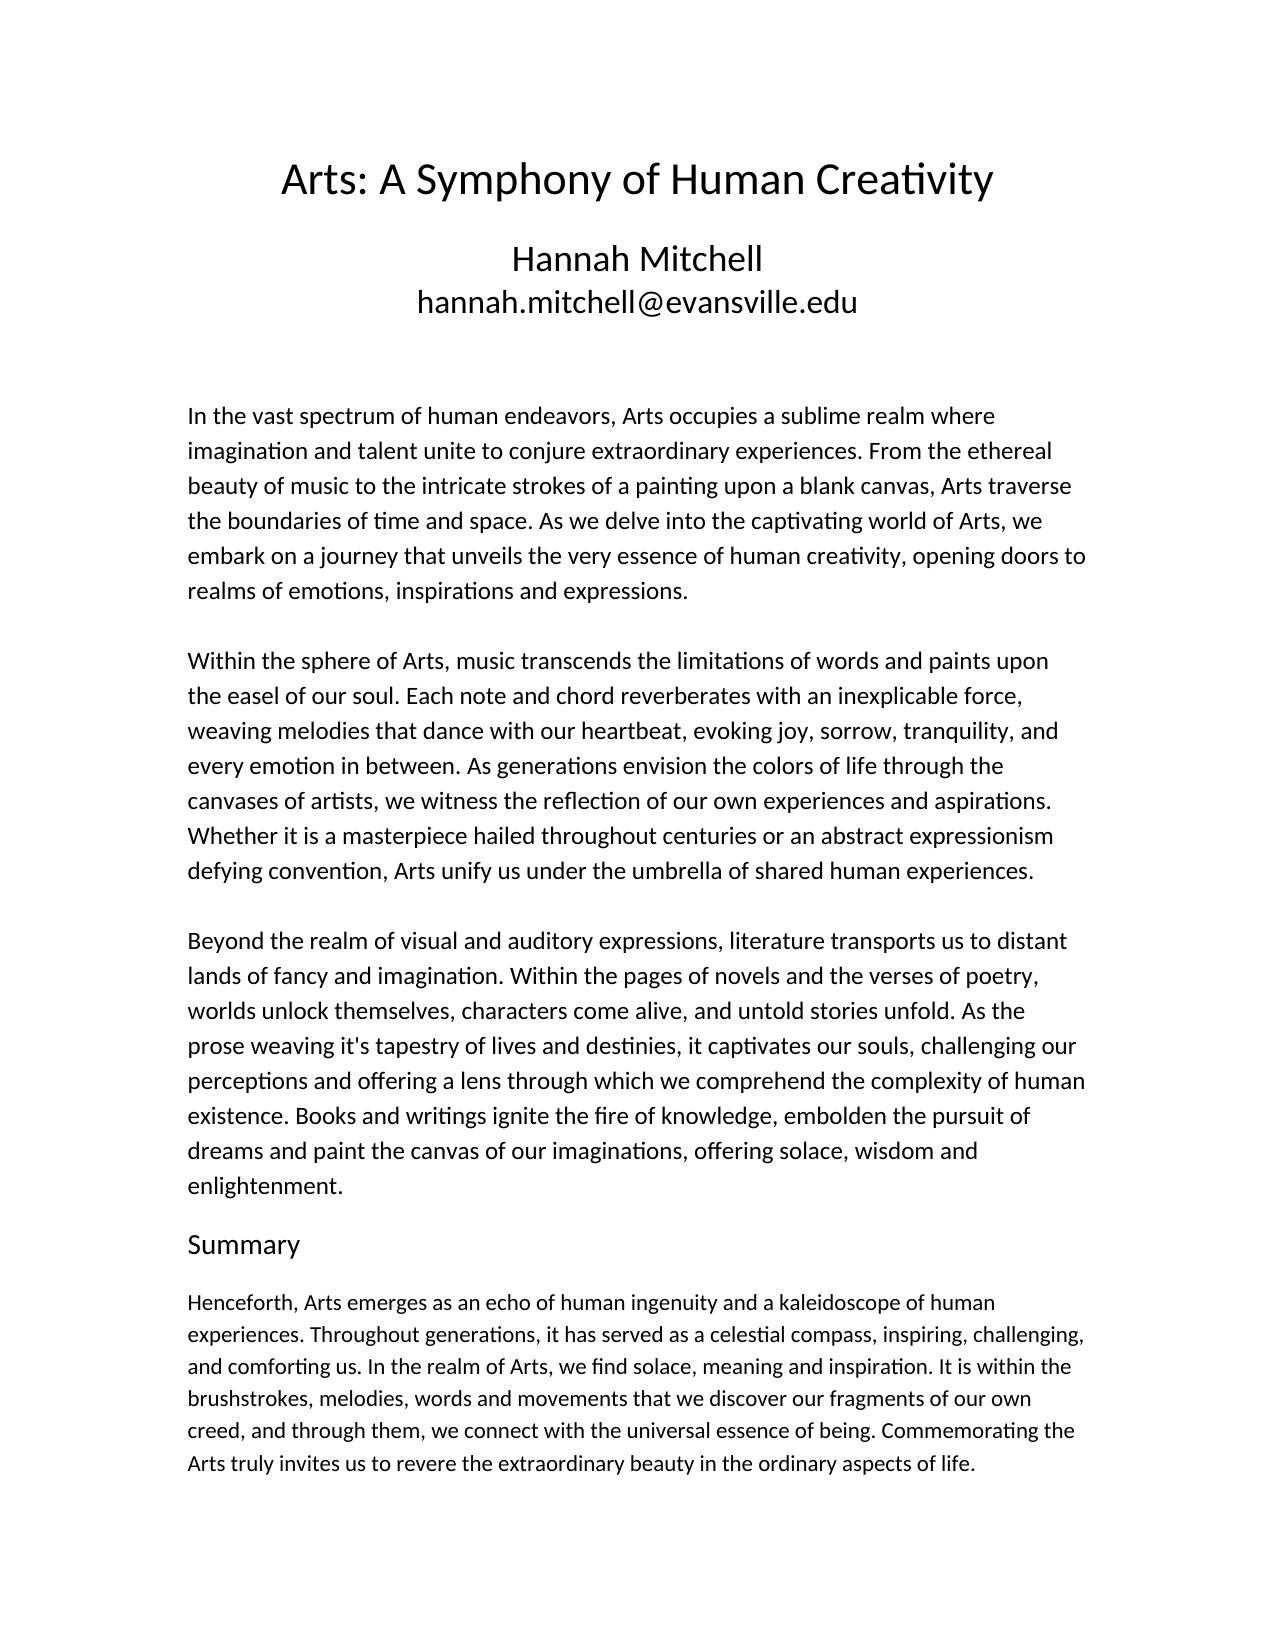 Arts: A Symphony of Human Creativity
Hannah Mitchell
hannah.mitchell@evansville.edu
In the vast spectrum of human endeavors, Arts occupies a sublime realm where
imagination and talent unite to conjure extraordinary experiences. From the ethereal
beauty of music to the intricate strokes of a painting upon a blank canvas, Arts traverse
the boundaries of time and space. As we delve into the captivating world of Arts, we
embark on a journey that unveils the very essence of human creativity, opening doors to
realms of emotions, inspirations and expressions.
Within the sphere of Arts, music transcends the limitations of words and paints upon
the easel of our soul. Each note and chord reverberates with an inexplicable force,
weaving melodies that dance with our heartbeat, evoking joy, sorrow, tranquility, and
every emotion in between. As generations envision the colors of life through the
canvases of artists, we witness the reflection of our own experiences and aspirations.
Whether it is a masterpiece hailed throughout centuries or an abstract expressionism
defying convention, Arts unify us under the umbrella of shared human experiences.
Beyond the realm of visual and auditory expressions, literature transports us to distant
lands of fancy and imagination. Within the pages of novels and the verses of poetry,
worlds unlock themselves, characters come alive, and untold stories unfold. As the
prose weaving it's tapestry of lives and destinies, it captivates our souls, challenging our
perceptions and offering a lens through which we comprehend the complexity of human
existence. Books and writings ignite the fire of knowledge, embolden the pursuit of
dreams and paint the canvas of our imaginations, offering solace, wisdom and
enlightenment.
Summary
Henceforth, Arts emerges as an echo of human ingenuity and a kaleidoscope of human
experiences. Throughout generations, it has served as a celestial compass, inspiring, challenging,
and comforting us. In the realm of Arts, we find solace, meaning and inspiration. It is within the
brushstrokes, melodies, words and movements that we discover our fragments of our own
creed, and through them, we connect with the universal essence of being. Commemorating the
Arts truly invites us to revere the extraordinary beauty in the ordinary aspects of life.